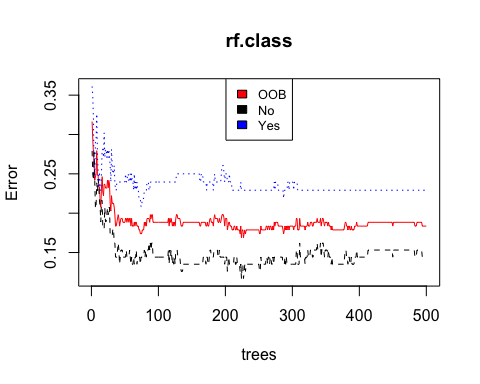 rf.class
OOB
No
Yes
Error
0.35
0.25
0.15
0 100 200 300 400 500
trees